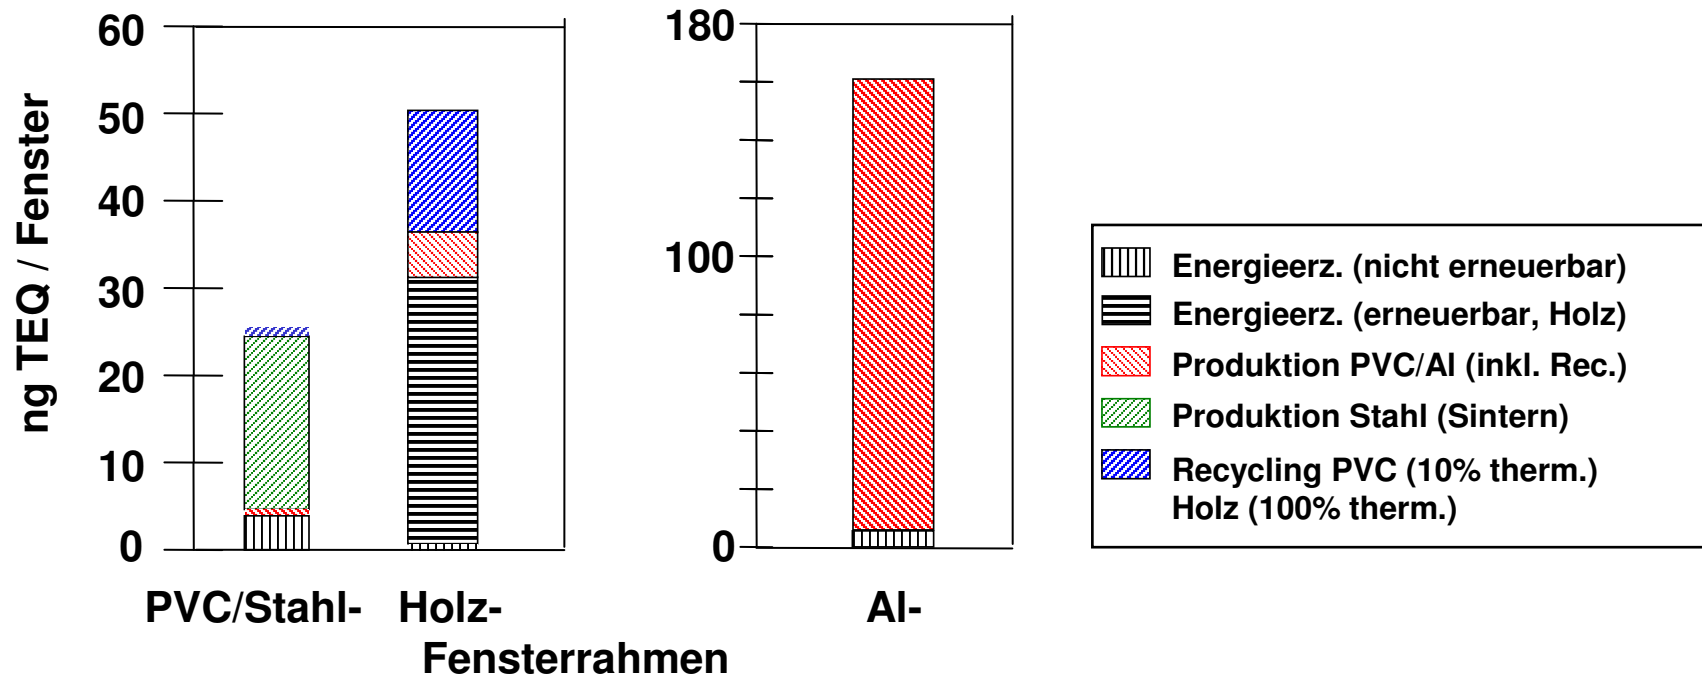 ng TEQ / Fenster
60
50
40
30
20
10
0
180
100
0
PVC/Stahl-
Holz-
Al-
Fensterrahmen
Energieerz. (nicht erneuerbar)
Energieerz. (erneuerbar, Holz)
Produktion PVC/Al (inkl. Rec.)
Produktion Stahl (Sintern)
Recycling PVC (10% therm.)
Holz (100% therm.)